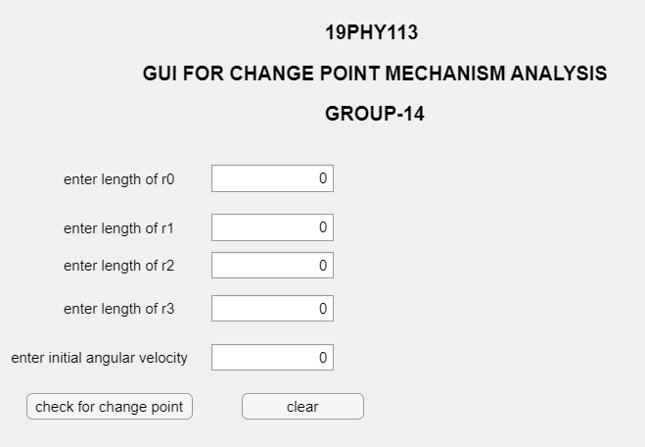 19PHY113
GUI FOR CHANGE POINT MECHANISM ANALYSIS
GROUP-14
enter length of r0 0
enter length of r1 0
enter length of r2 0
enter length of r3 0
enter initial angular velocity 0
check for change point clear